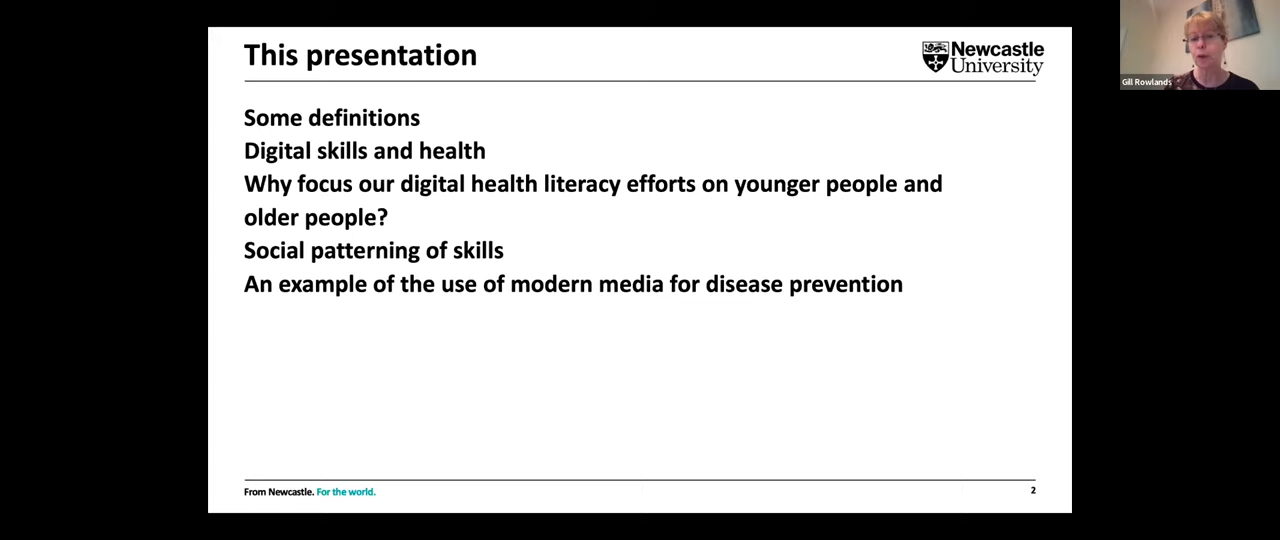 This presentation
Newcastle
University
Gill Rowlands
Some definitions
Digital skills and health
Why focus our digital health literacy efforts on younger people and
older people?
Social patterning of skills
An example of the use of modern media for disease prevention
From Newcastle. For the world.
2